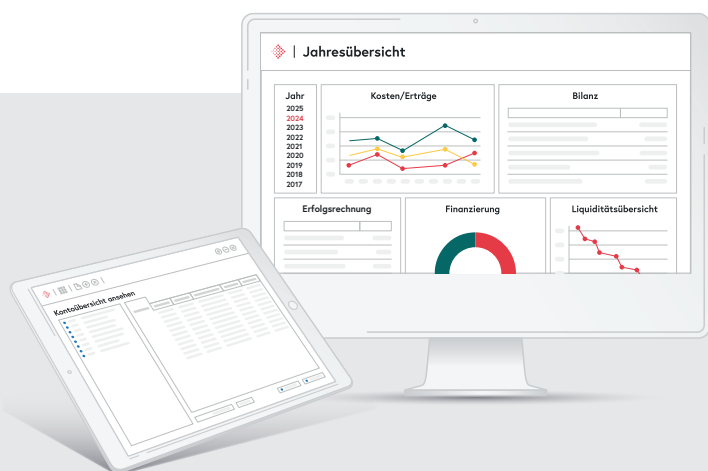 | Jahresübersicht
Jahr
2025
2024
2023
2022
2021
2020
2019
2018
2017
Kosten/Erträge
Bilanz
Erfolgsrechnung
Finanzierung
Liquiditätsübersicht
Kontoübersicht ansehen